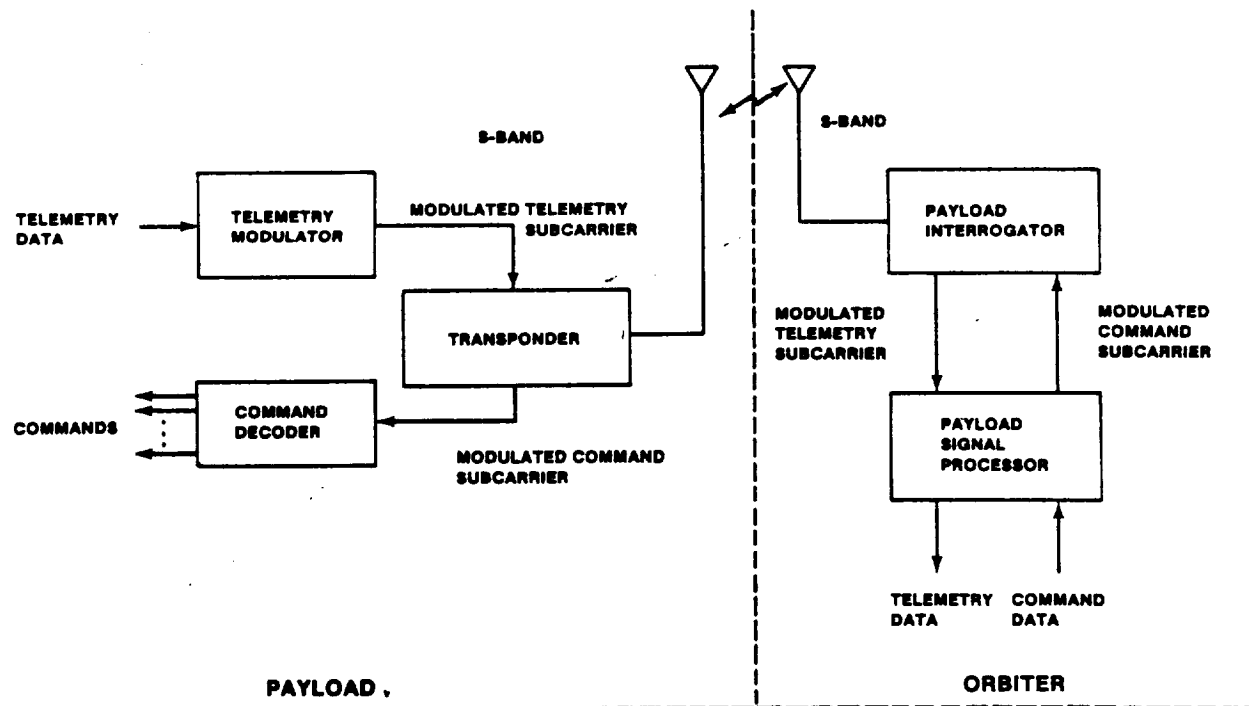 S-BAND
S-BAND
TELEMETRY
DATA
TELEMETRY
MODULATOR
MODULATED TELEMETRY
SUBCARRIER
PAYLOAD
INTERROGATOR
TRANSPONDER
MODULATED
TELEMETRY
SUBCARRIER
MODULATED
COMMAND
SUBCARRIER
COMMANDS
COMMAND
DECODER
MODULATED COMMAND
SUBCARRIER
PAYLOAD
SIGNAL
PROCESSOR
TELEMETRY
DATA
COMMAND
DATA
PAYLOAD
ORBITER